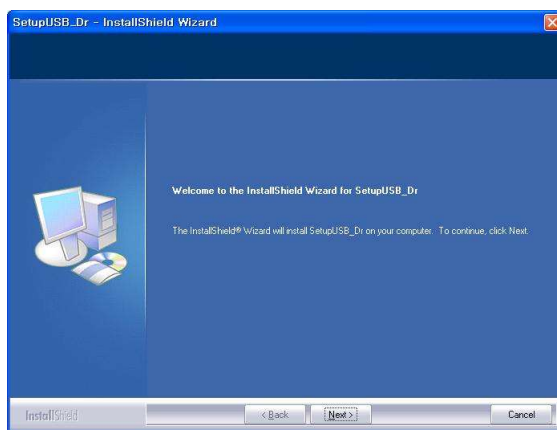 SetupUSB_Dr - InstallShield Wizard
Welcome to the InstallShield Wizard for SetupUSB_Dr
The InstallShield® Wizard will install SetupUSB_Dr on your computer. To continue, click Next.
InstallShield
< Back
Next >
Cancel